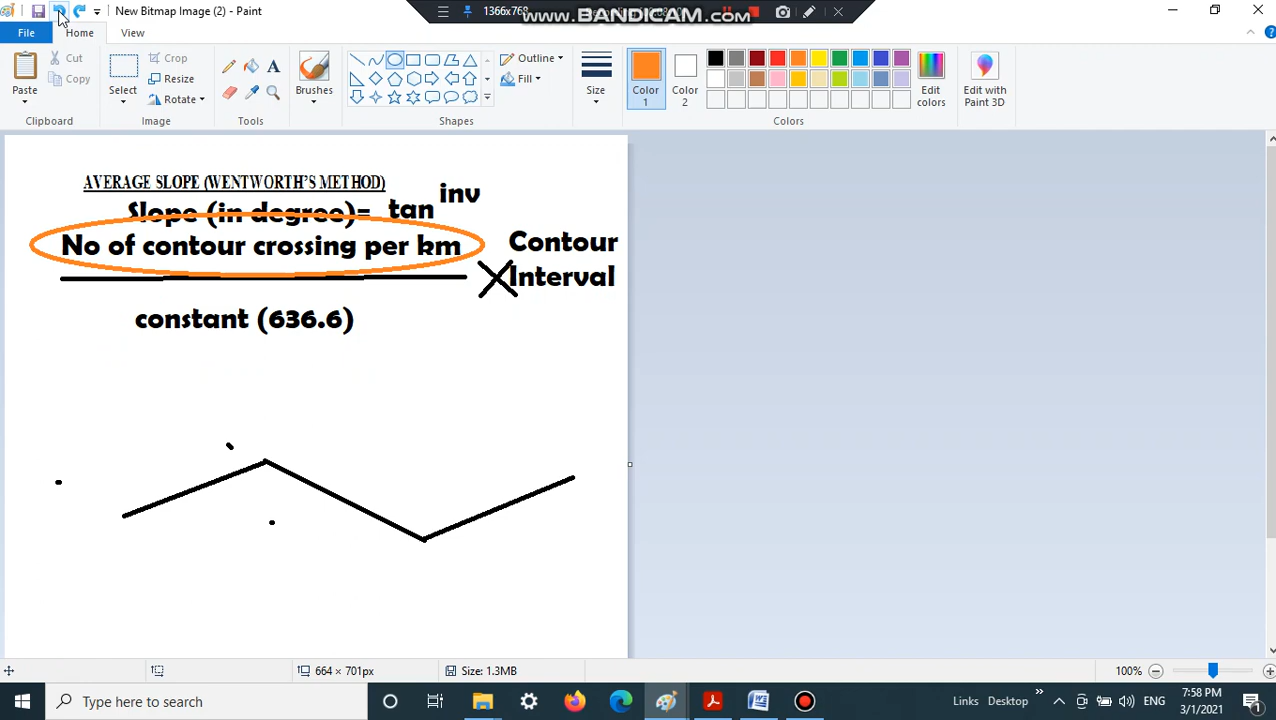 New Bitmap Image (2) - Paint
1366x768
www.BANDICAM.com
File
Home
View
Paste
Cut
Copy
Clipboard
Select
Crop
Resize
Rotate
Image
Tools
Brushes
Shapes
Outline
Fill
Size
Color 1
Color 2
Edit colors
Colors
Edit with Paint 3D
AVERAGE SLOPE (WENTWORTH'S METHOD)
Slope (in degree)= tan inv
No of contour crossing per km
Contour
Interval
constant (636.6)
664 × 701px
Size: 1.3MB
100%
Type here to search
Links
Desktop
ENG
7:58 PM
3/1/2021